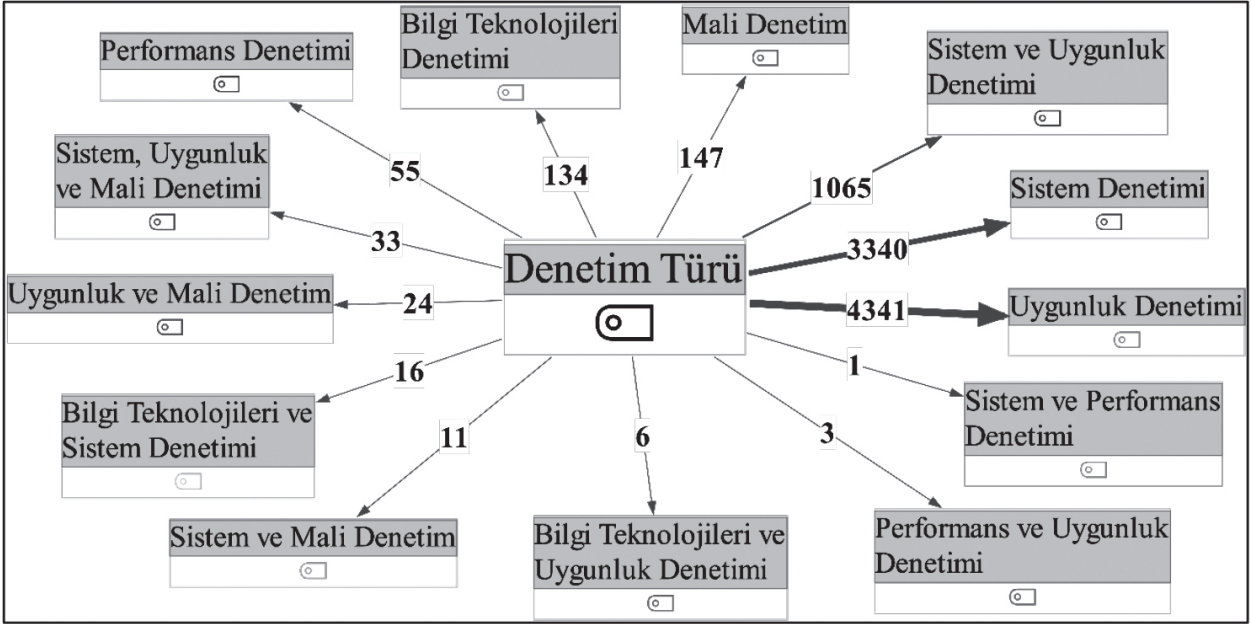 Performans Denetimi
Bilgi Teknolojileri
Denetimi
Mali Denetim
Sistem ve Uygunluk
Denetimi
Sistem, Uygunluk
ve Mali Denetimi
Sistem Denetimi
55
134
147
1065
33
3340
Denetim Türü
Uygunluk ve Mali Denetim
24
4341
Uygunluk Denetimi
16
1
Bilgi Teknolojileri ve
Sistem Denetimi
11
6
3
Sistem ve Performans
Denetimi
Sistem ve Mali Denetim
Bilgi Teknolojileri ve
Uygunluk Denetimi
Performans ve Uygunluk
Denetimi